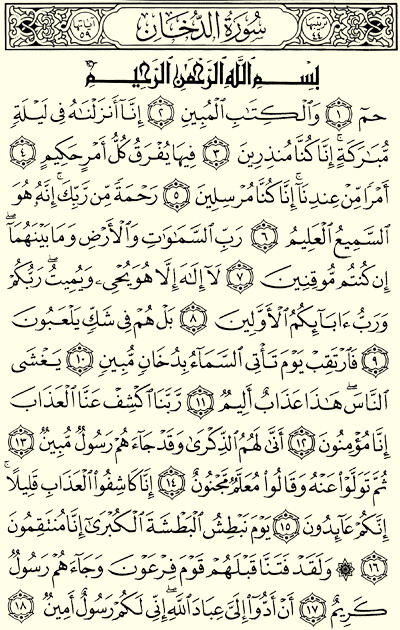 ترتيبها ٤٤ سُورَةُ الدُّخَانِ آياتها ٥٩
بِسْمِ اللَّهِ الرَّحْمَٰنِ الرَّحِيمِ
حمٓ ١ وَٱلْكِتَٰبِ ٱلْمُبِينِ ٢ إِنَّآ أَنزَلْنَٰهُ فِى لَيْلَةٍ
مُّبَٰرَكَةٍ ۚ إِنَّا كُنَّا مُنذِرِينَ ٣ فِيهَا يُفْرَقُ كُلُّ أَمْرٍ حَكِيمٍ ٤
أَمْرًا مِّنْ عِندِنَآ ۚ إِنَّا كُنَّا مُرْسِلِينَ ٥ رَحْمَةً مِّن رَّبِّكَ ۚ إِنَّهُۥ هُوَ
ٱلسَّمِيعُ ٱلْعَلِيمُ ٦ رَبِّ ٱلسَّمَٰوَٰتِ وَٱلْأَرْضِ وَمَا بَيْنَهُمَآ ۖ
إِن كُنتُم مُّوقِنِينَ ٧ لَآ إِلَٰهَ إِلَّا هُوَ يُحْىِۦ وَيُمِيتُ ۖ رَبُّكُمْ
وَرَبُّ ءَابَآئِكُمُ ٱلْأَوَّلِينَ ٨ بَلْ هُمْ فِى شَكٍّ يَلْعَبُونَ
٩ فَٱرْتَقِبْ يَوْمَ تَأْتِى ٱلسَّمَآءُ بِدُخَانٍ مُّبِينٍ ١٠ يَغْشَى
ٱلنَّاسَ ۖ هَٰذَا عَذَابٌ أَلِيمٌ ١١ رَّبَّنَا ٱكْشِفْ عَنَّا ٱلْعَذَابَ
إِنَّا مُؤْمِنُونَ ١٢ أَنَّىٰ لَهُمُ ٱلذِّكْرَىٰ وَقَدْ جَآءَهُمْ رَسُولٌ مُّبِينٌ ١٣
ثُمَّ تَوَلَّوْا۟ عَنْهُ وَقَالُوا۟ مُعَلَّمٌ مَّجْنُونٌ ١٤ إِنَّا كَاشِفُوا۟ ٱلْعَذَابِ قَلِيلًا ۚ
إِنَّكُمْ عَآئِدُونَ ١٥ يَوْمَ نَبْطِشُ ٱلْبَطْشَةَ ٱلْكُبْرَىٰٓ إِنَّا مُنتَقِمُونَ
١٦ ۞ وَلَقَدْ فَتَنَّا قَبْلَهُمْ قَوْمَ فِرْعَوْنَ وَجَآءَهُمْ رَسُولٌ
كَرِيمٌ ١٧ أَنْ أَدُّوٓا۟ إِلَىَّ عِبَادَ ٱللَّهِ ۖ إِنِّى لَكُمْ رَسُولٌ أَمِينٌ ١٨